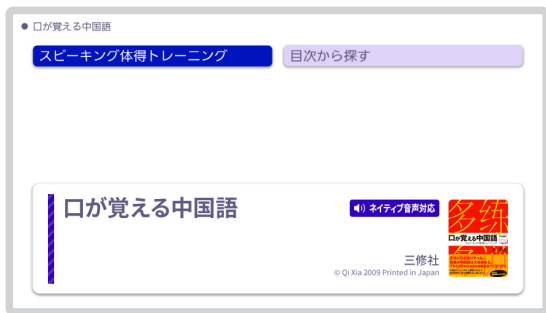 ● 口が覚える中国語
スピーキング体得トレーニング
目次から探す
口が覚える中国語
ネイティブ音声対応
三修社
© Qi Xia 2009 Printed in Japan
多练
口が覚える中国語